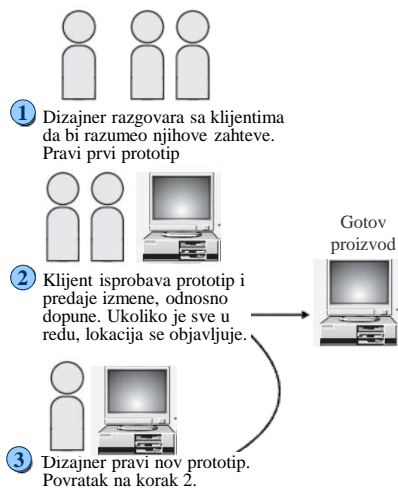 1 Dizajner razgovara sa klijentima
da bi razumeo njihove zahteve.
Pravi prvi prototip
Gotov
proizvod
2 Klijent isprobava prototip i
predaje izmene, odnosno
dopune. Ukoliko je sve u
redu, lokacija se objavljuje.
3 Dizajner pravi nov prototip.
Povratak na korak 2.